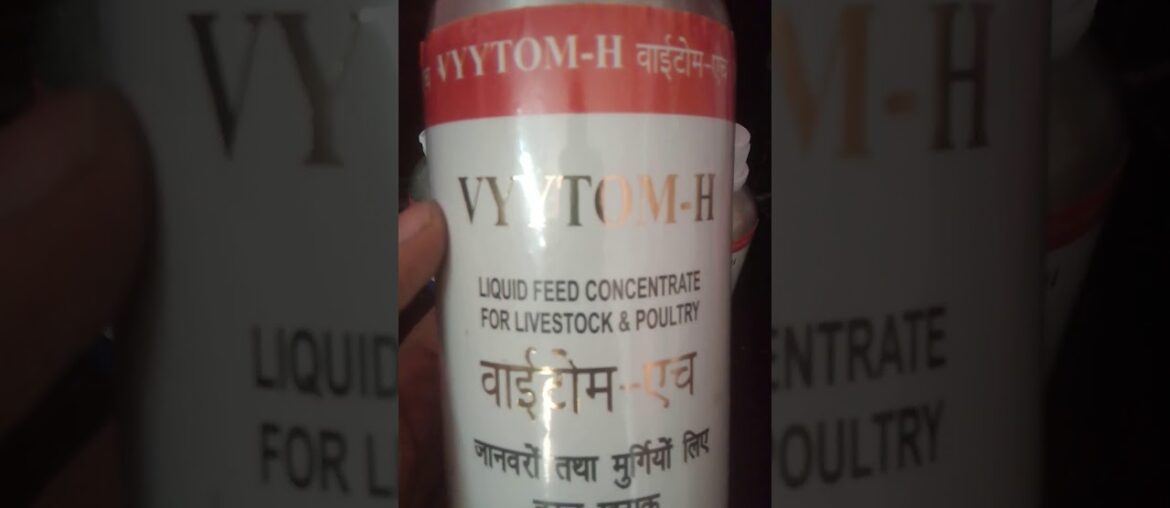 VYYTOM-H वाईटोम-एच
VYYTOM-H
LIQUID FEED CONCENTRATE
FOR LIVESTOCK & POULTRY
वाईटोम-एच
जानवरों तथा मुर्गियों लिए